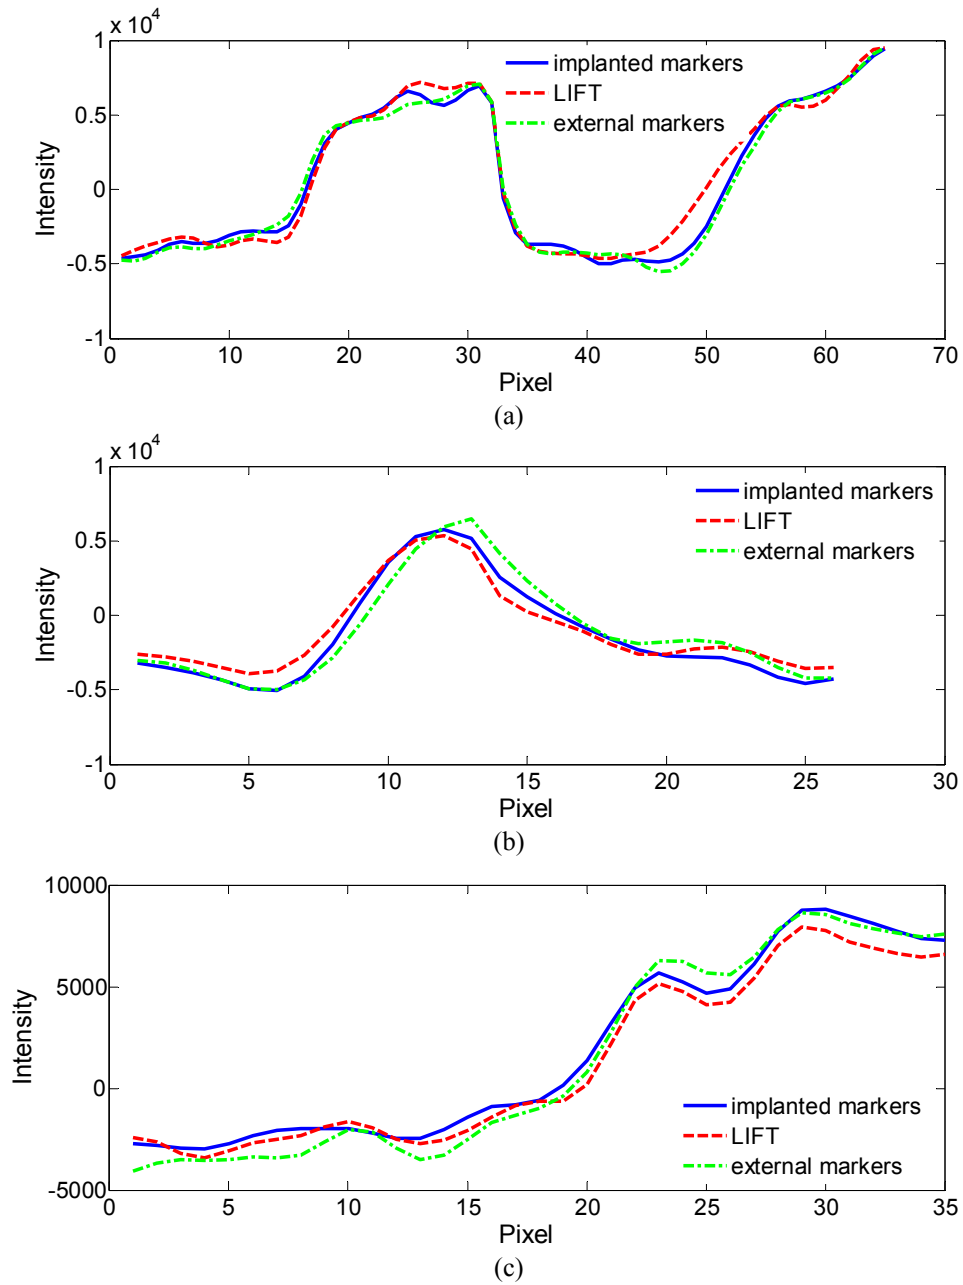 x 10^4
1
0.5
0
-0.5
-1
Intensity
implanted markers
LIFT
external markers
0 10 20 30 40 50 60 70
Pixel
(a)
x 10^4
1
0.5
0
-0.5
-1
Intensity
implanted markers
LIFT
external markers
0 5 10 15 20 25 30
Pixel
(b)
10000
5000
0
-5000
Intensity
implanted markers
LIFT
external markers
0 5 10 15 20 25 30 35
Pixel
(c)